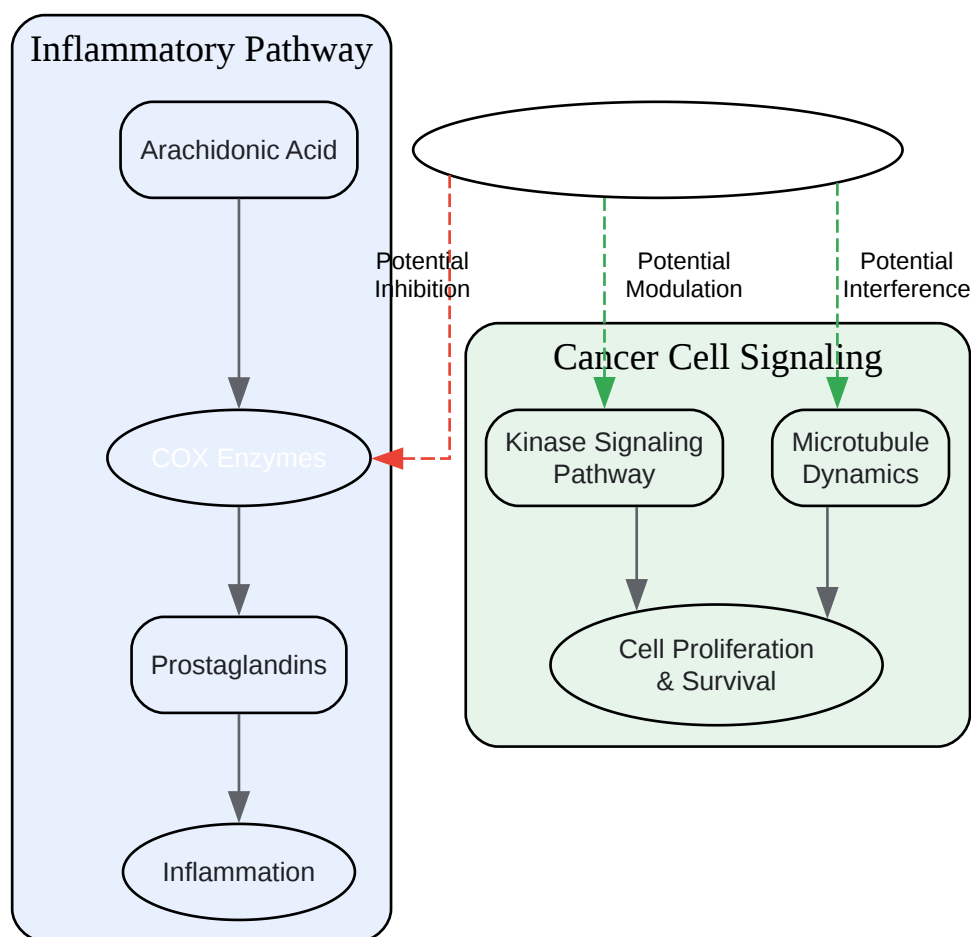 Inflammatory Pathway
Arachidonic Acid
Potential
Inhibition
Potential
Modulation
Potential
Interference
Cancer Cell Signaling
COX Enzymes
Kinase Signaling
Pathway
Microtubule
Dynamics
Prostaglandins
Cell Proliferation
& Survival
Inflammation